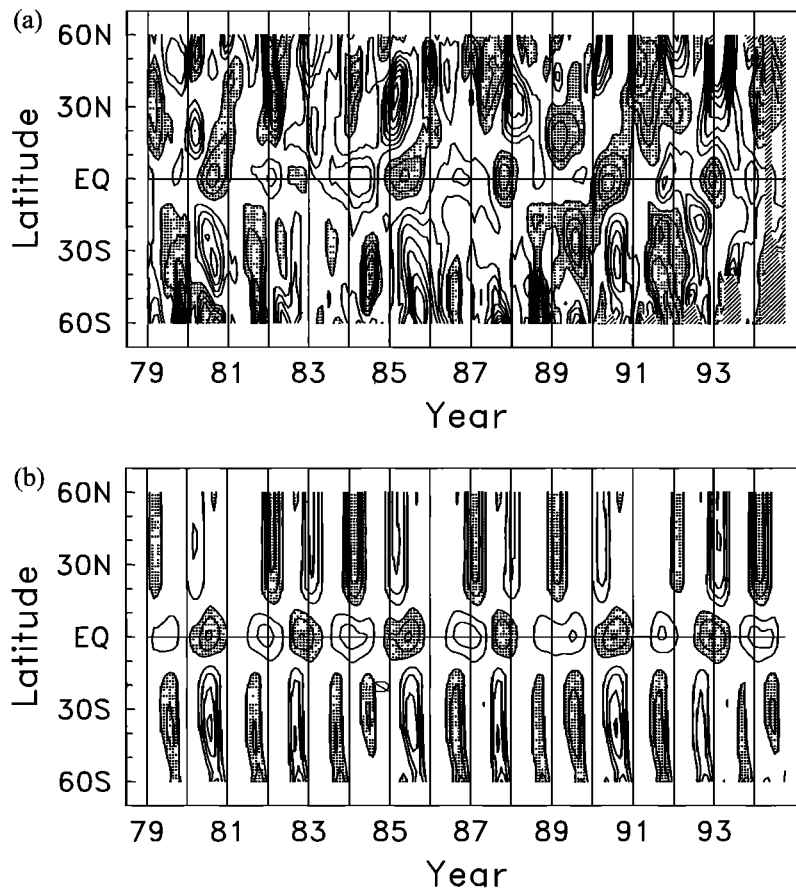 (a)
60N
30N
EQ
30S
60S
Latitude
79 81 83 85 87 89 91 93
Year
(b)
60N
30N
EQ
30S
60S
Latitude
79 81 83 85 87 89 91 93
Year